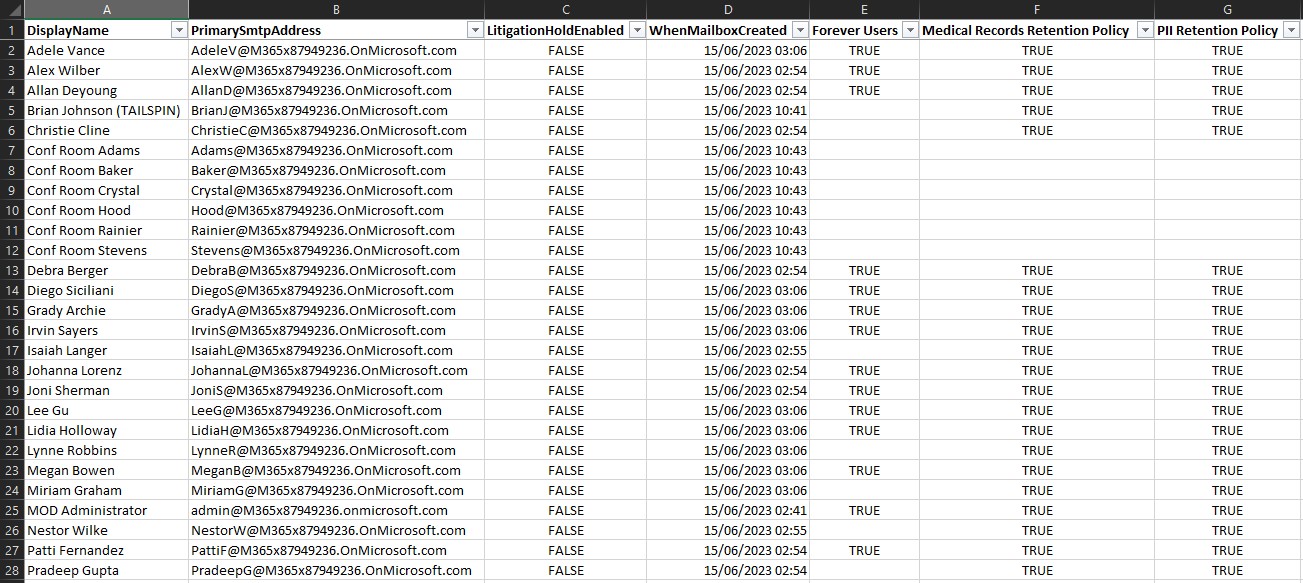 A B C D E F G
1 DisplayName PrimarySmtpAddress LitigationHoldEnabled WhenMailboxCreated Forever Users Medical Records Retention Policy PII Retention Policy
2 Adele Vance AdeleV@M365x87949236.OnMicrosoft.com FALSE 15/06/2023 03:06 TRUE TRUE TRUE
3 Alex Wilber AlexW@M365x87949236.OnMicrosoft.com FALSE 15/06/2023 02:54 TRUE TRUE TRUE
4 Allan Deyoung AllanD@M365x87949236.OnMicrosoft.com FALSE 15/06/2023 02:54 TRUE TRUE TRUE
5 Brian Johnson (TAILSPIN) BrianJ@M365x87949236.OnMicrosoft.com FALSE 15/06/2023 10:41 TRUE TRUE
6 Christie Cline ChristieC@M365x87949236.OnMicrosoft.com FALSE 15/06/2023 02:54 TRUE TRUE
7 Conf Room Adams Adams@M365x87949236.OnMicrosoft.com FALSE 15/06/2023 10:43
8 Conf Room Baker Baker@M365x87949236.OnMicrosoft.com FALSE 15/06/2023 10:43
9 Conf Room Crystal Crystal@M365x87949236.OnMicrosoft.com FALSE 15/06/2023 10:43
10 Conf Room Hood Hood@M365x87949236.OnMicrosoft.com FALSE 15/06/2023 10:43
11 Conf Room Rainier Rainier@M365x87949236.OnMicrosoft.com FALSE 15/06/2023 10:43
12 Conf Room Stevens Stevens@M365x87949236.OnMicrosoft.com FALSE 15/06/2023 10:43
13 Debra Berger DebraB@M365x87949236.OnMicrosoft.com FALSE 15/06/2023 02:54 TRUE TRUE TRUE
14 Diego Siciliani DiegoS@M365x87949236.OnMicrosoft.com FALSE 15/06/2023 03:06 TRUE TRUE TRUE
15 Grady Archie GradyA@M365x87949236.OnMicrosoft.com FALSE 15/06/2023 03:06 TRUE TRUE TRUE
16 Irvin Sayers IrvinS@M365x87949236.OnMicrosoft.com FALSE 15/06/2023 03:06 TRUE TRUE TRUE
17 Isaiah Langer IsaiahL@M365x87949236.OnMicrosoft.com FALSE 15/06/2023 02:55 TRUE TRUE
18 Johanna Lorenz JohannaL@M365x87949236.OnMicrosoft.com FALSE 15/06/2023 02:54 TRUE TRUE TRUE
19 Joni Sherman JoniS@M365x87949236.OnMicrosoft.com FALSE 15/06/2023 02:54 TRUE TRUE TRUE
20 Lee Gu LeeG@M365x87949236.OnMicrosoft.com FALSE 15/06/2023 03:06 TRUE TRUE TRUE
21 Lidia Holloway LidiaH@M365x87949236.OnMicrosoft.com FALSE 15/06/2023 03:06 TRUE TRUE TRUE
22 Lynne Robbins LynneR@M365x87949236.OnMicrosoft.com FALSE 15/06/2023 03:06 TRUE TRUE
23 Megan Bowen MeganB@M365x87949236.OnMicrosoft.com FALSE 15/06/2023 03:06 TRUE TRUE TRUE
24 Miriam Graham MiriamG@M365x87949236.OnMicrosoft.com FALSE 15/06/2023 03:06 TRUE TRUE
25 MOD Administrator admin@M365x87949236.onmicrosoft.com FALSE 15/06/2023 02:41 TRUE TRUE TRUE
26 Nestor Wilke NestorW@M365x87949236.OnMicrosoft.com FALSE 15/06/2023 02:55 TRUE TRUE
27 Patti Fernandez PattiF@M365x87949236.OnMicrosoft.com FALSE 15/06/2023 02:54 TRUE TRUE TRUE
28 Pradeep Gupta PradeepG@M365x87949236.OnMicrosoft.com FALSE 15/06/2023 02:54 TRUE TRUE